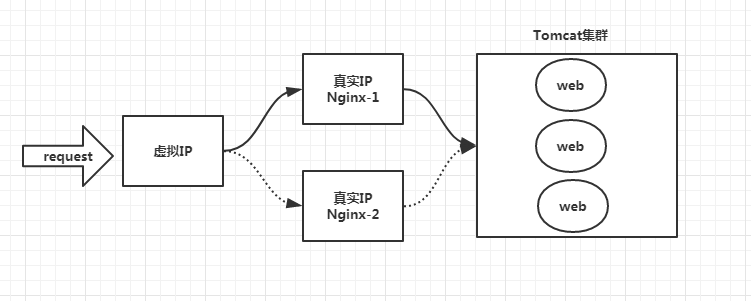 request
虚拟IP
真实IP
Nginx-1
真实IP
Nginx-2
Tomcat集群
web
web
web